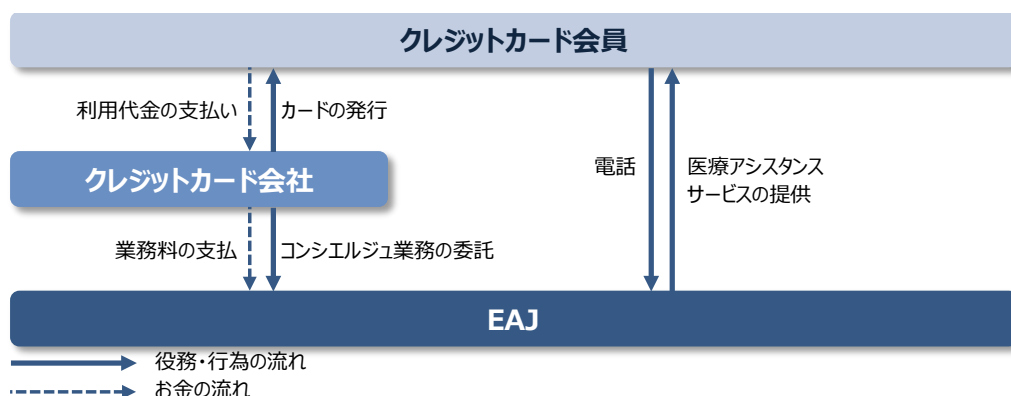 クレジットカード会員
利用代金の支払い
カードの発行
クレジットカード会社
電話
医療アシスタンス
サービスの提供
業務料の支払
コンシエルジュ業務の委託
EAJ
役務・行為の流れ
お金の流れ